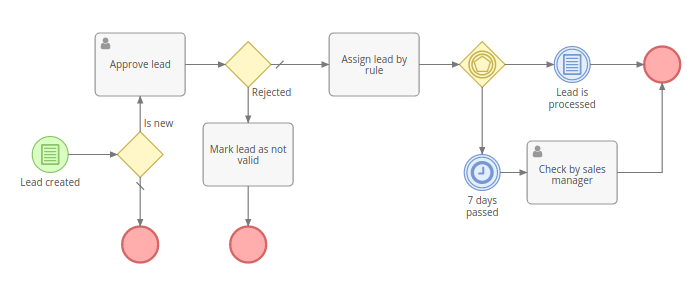 Approve lead
Rejected
Assign lead by
rule
Lead is
processed
Is new
Lead created
Mark lead as not
valid
7 days
passed
Check by sales
manager